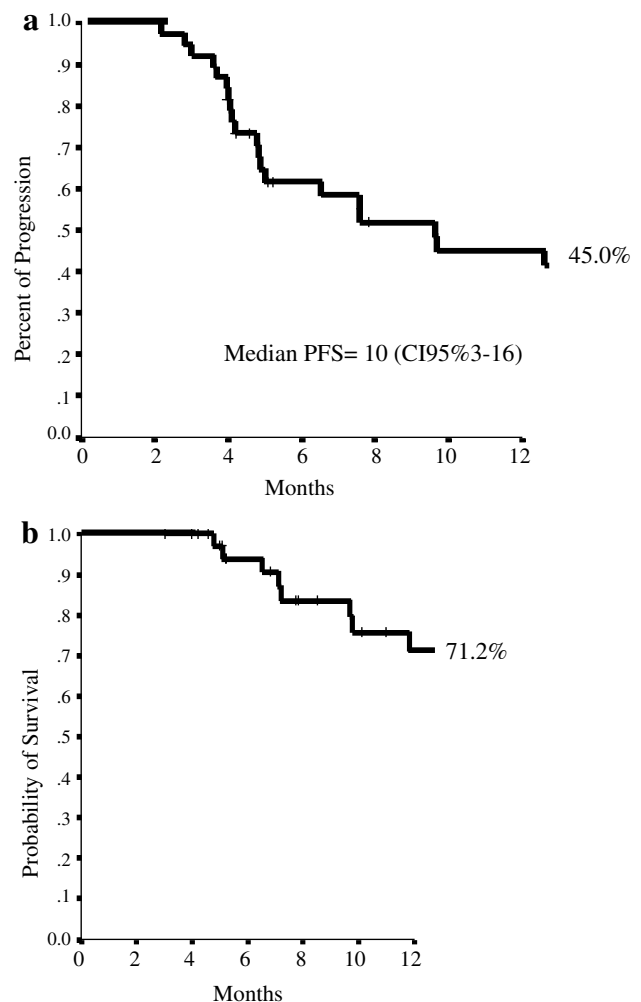 a
1.0
.9
.8
.7
.6
.5
.4
.3
.2
.1
0.0
Percent of Progression
45.0%
Median PFS= 10 (CI95%3-16)
0 2 4 6 8 10 12
Months
b
1.0
.9
.8
.7
.6
.5
.4
.3
.2
.1
0.0
Probability of Survival
71.2%
0 2 4 6 8 10 12
Months